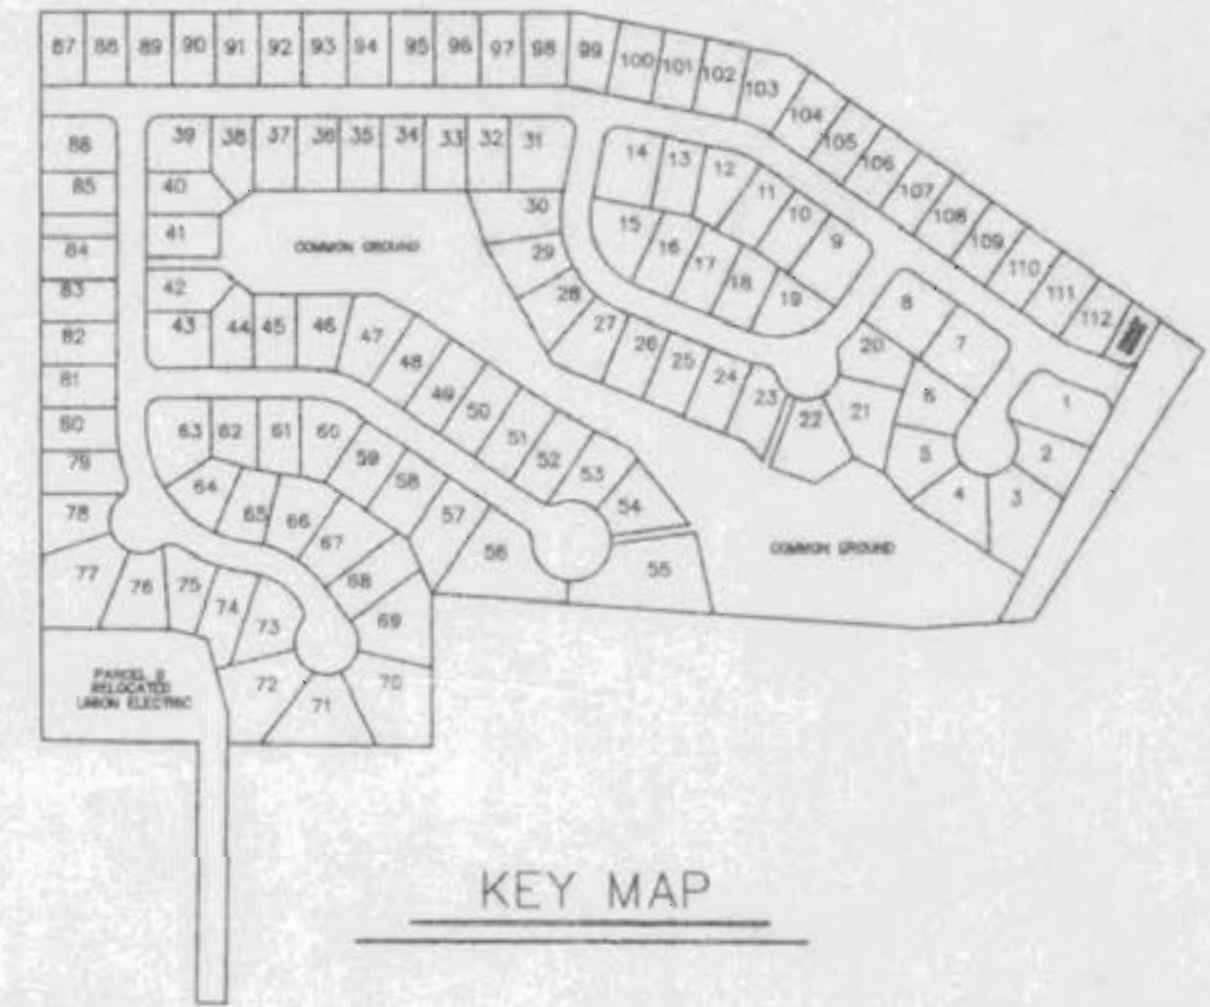 87 88 89 90 91 92 93 94 95 96 97 98 99 100 101 102 103
104 105 106 107 108 109 110 111 112
86 39 38 37 36 35 34 33 32 31 14 13 12 11 10 9
85 40 30 15 16 17 18 19
84 41 COMMON GROUND 29
83 42 28 8 7
82 43 44 45 46 47 27 26 25 24 23 20
81 48 49 50 51 52 53 54 22 21 6 1
80 63 62 61 60 59 58 57 56 5 2
79 64 65 66 67 4 3
78 COMMON GROUND
77 76 75 74 73 68 69 55
PARCEL B
RELOCATED
UNION ELECTRIC
72 71 70
KEY MAP